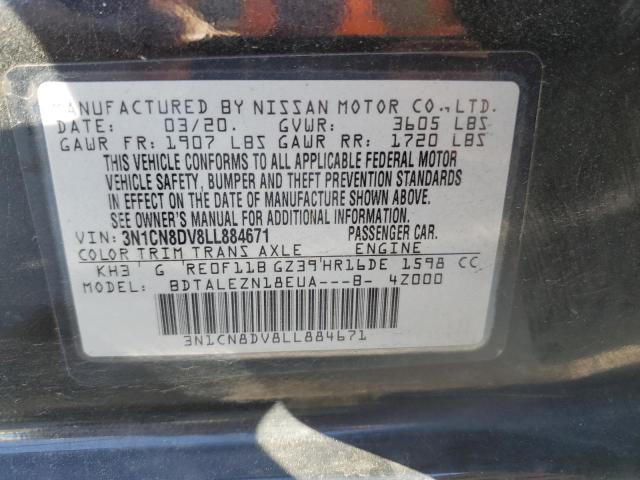 MANUFACTURED BY NISSAN MOTOR CO.,LTD.
DATE: 03/20. GVWR: 3605 LBS
GAWR FR: 1907 LBS GAWR RR: 1720 LBS
THIS VEHICLE CONFORMS TO ALL APPLICABLE FEDERAL MOTOR
VEHICLE SAFETY, BUMPER AND THEFT PREVENTION STANDARDS
IN EFFECT ON THE DATE OF MANUFACTURE SHOWN ABOVE.
SEE OWNER'S MANUAL FOR ADDITIONAL INFORMATION.
VIN: 3N1CN8DV8LL884671 PASSENGER CAR.
COLOR TRIM TRANS AXLE ENGINE
KH3 G RE0F11B GZ39 HR16DE 1598 CC
MODEL: BDTALEZN18EUA---B- 4Z000
3N1CN8DV8LL884671